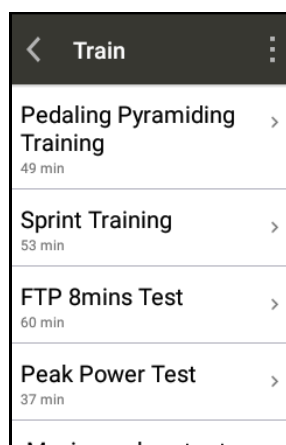 Train
Pedaling Pyramiding
Training
49 min
Sprint Training
53 min
FTP 8mins Test
60 min
Peak Power Test
37 min